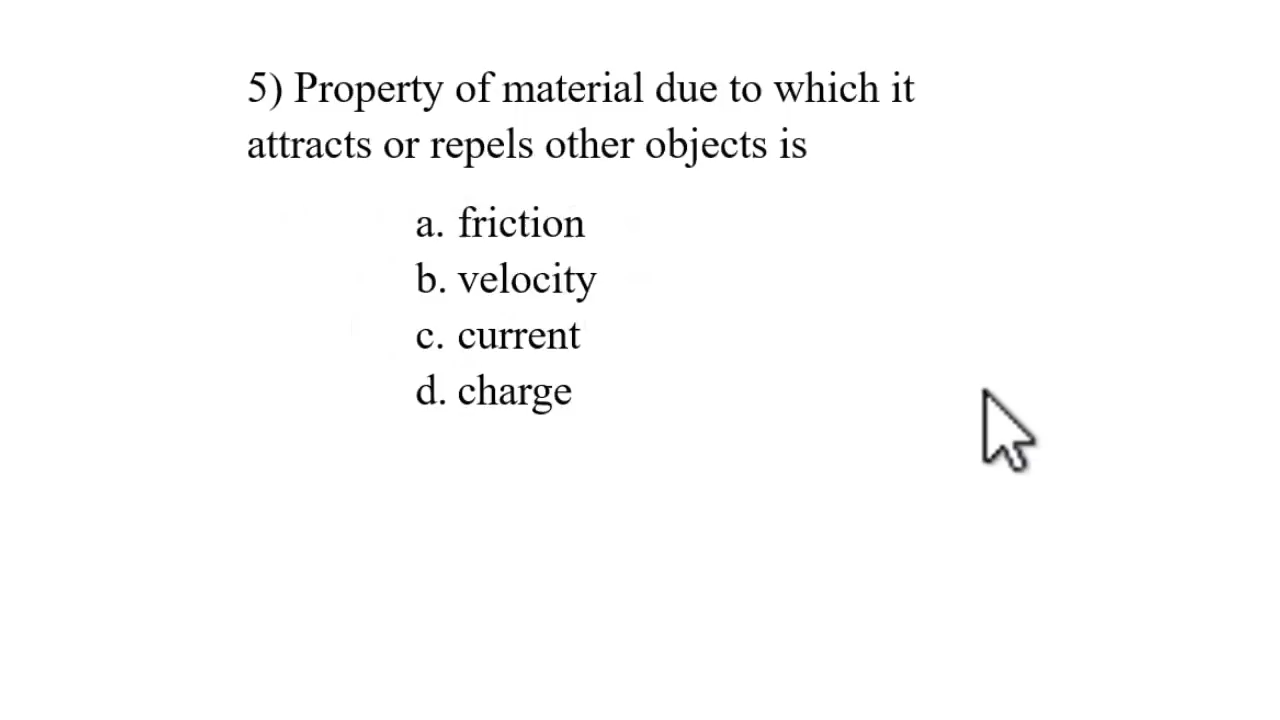 5) Property of material due to which it
attracts or repels other objects is
a. friction
b. velocity
c. current
d. charge